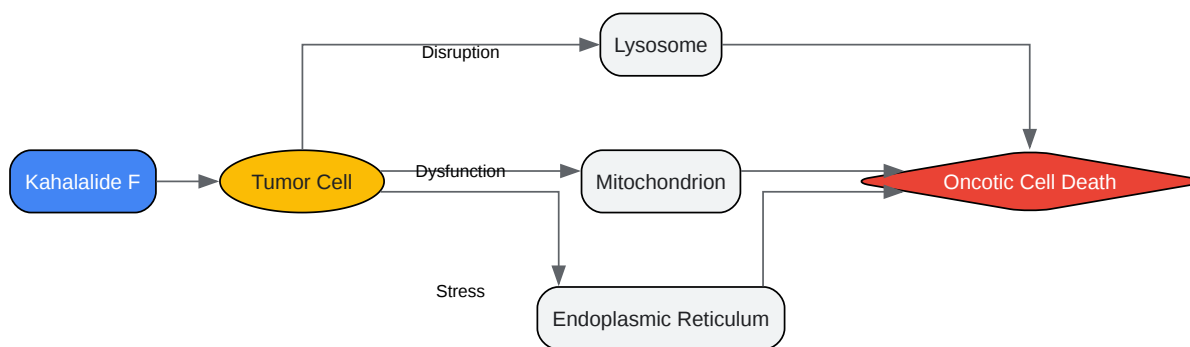 Disruption
Lysosome
Kahalalide F
Tumor Cell
Dysfunction
Mitochondrion
Oncotic Cell Death
Stress
Endoplasmic Reticulum